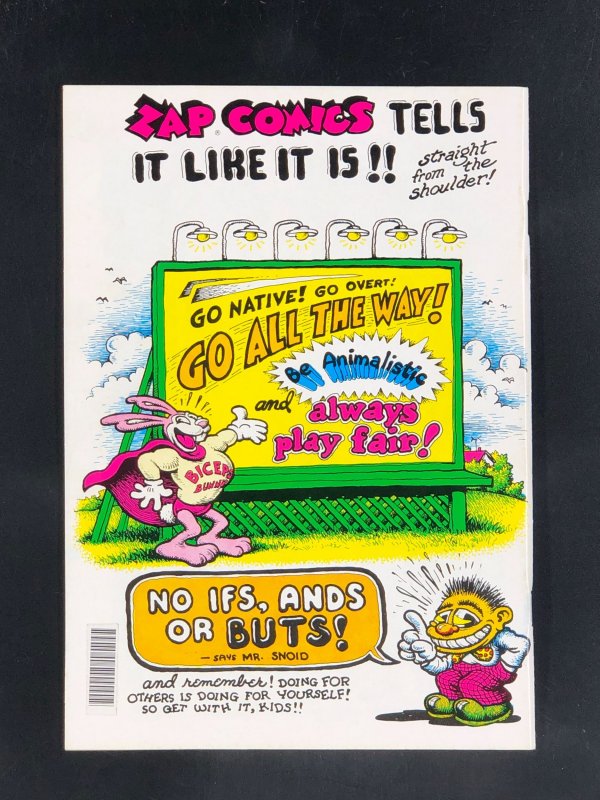 ZAP COMICS TELLS
IT LIKE IT IS!!
straight
from the
shoulder!
GO NATIVE! GO OVERT!
GO ALL THE WAY!
Be Animalistic
and always
play fair!
BICEPS
BUNNY
NO IFS, ANDS
OR BUTS!
— SAYS MR. SNOID
and remember! DOING FOR
OTHERS IS DOING FOR YOURSELF!
SO GET WITH IT, KIDS!!